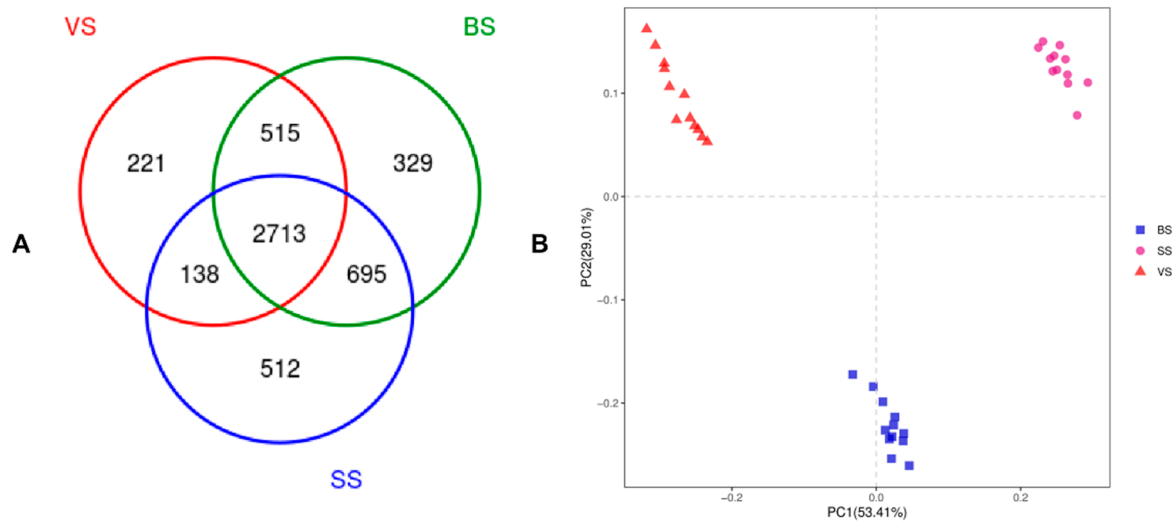 VS
BS
515
221
329
2713
138
695
512
SS
A
B
PC2(29.01%)
0.1
0.0
−0.1
−0.2
−0.2
0.0
0.2
PC1(53.41%)
BS
SS
VS